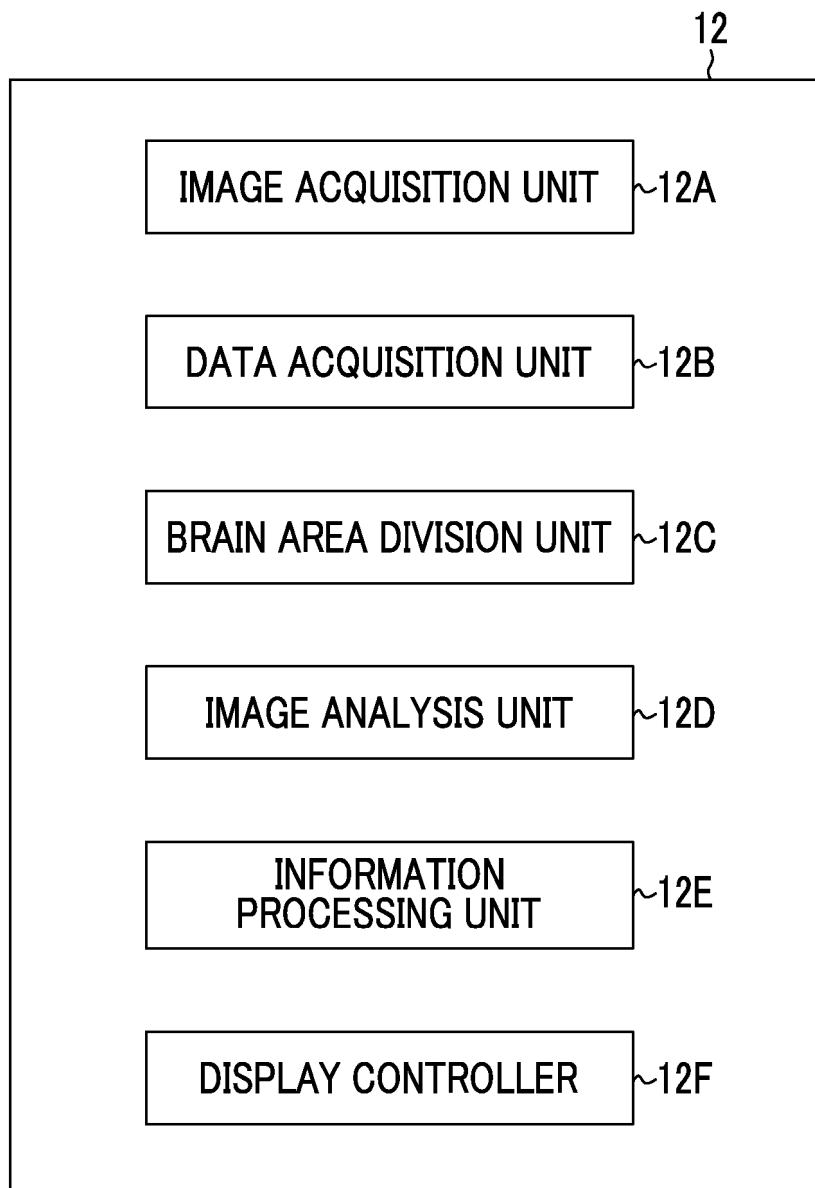 12
IMAGE ACQUISITION UNIT 12A
DATA ACQUISITION UNIT 12B
BRAIN AREA DIVISION UNIT 12C
IMAGE ANALYSIS UNIT 12D
INFORMATION
PROCESSING UNIT 12E
DISPLAY CONTROLLER 12F